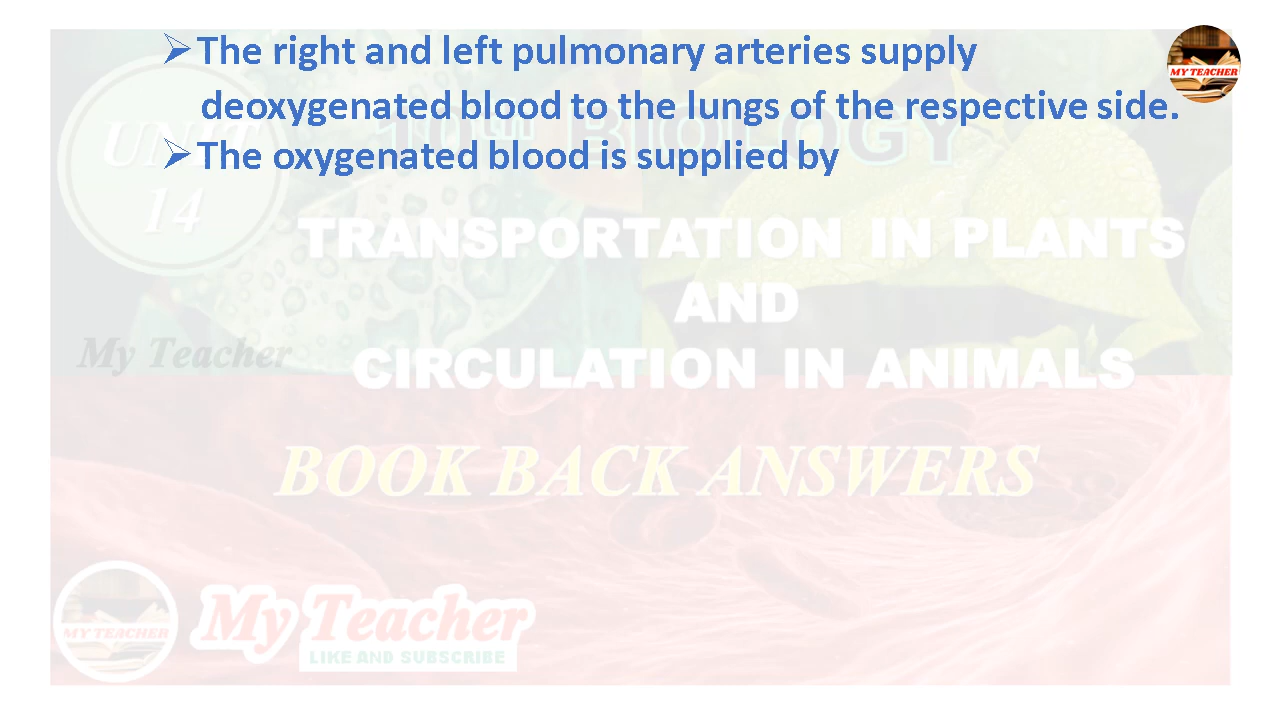 ➢The right and left pulmonary arteries supply
deoxygenated blood to the lungs of the respective side.
➢The oxygenated blood is supplied by
MY TEACHER
UNIT
14
10th BIOLOGY
TRANSPORTATION IN PLANTS
AND
CIRCULATION IN ANIMALS
My Teacher
BOOK BACK ANSWERS
MY TEACHER
My Teacher
LIKE AND SUBSCRIBE